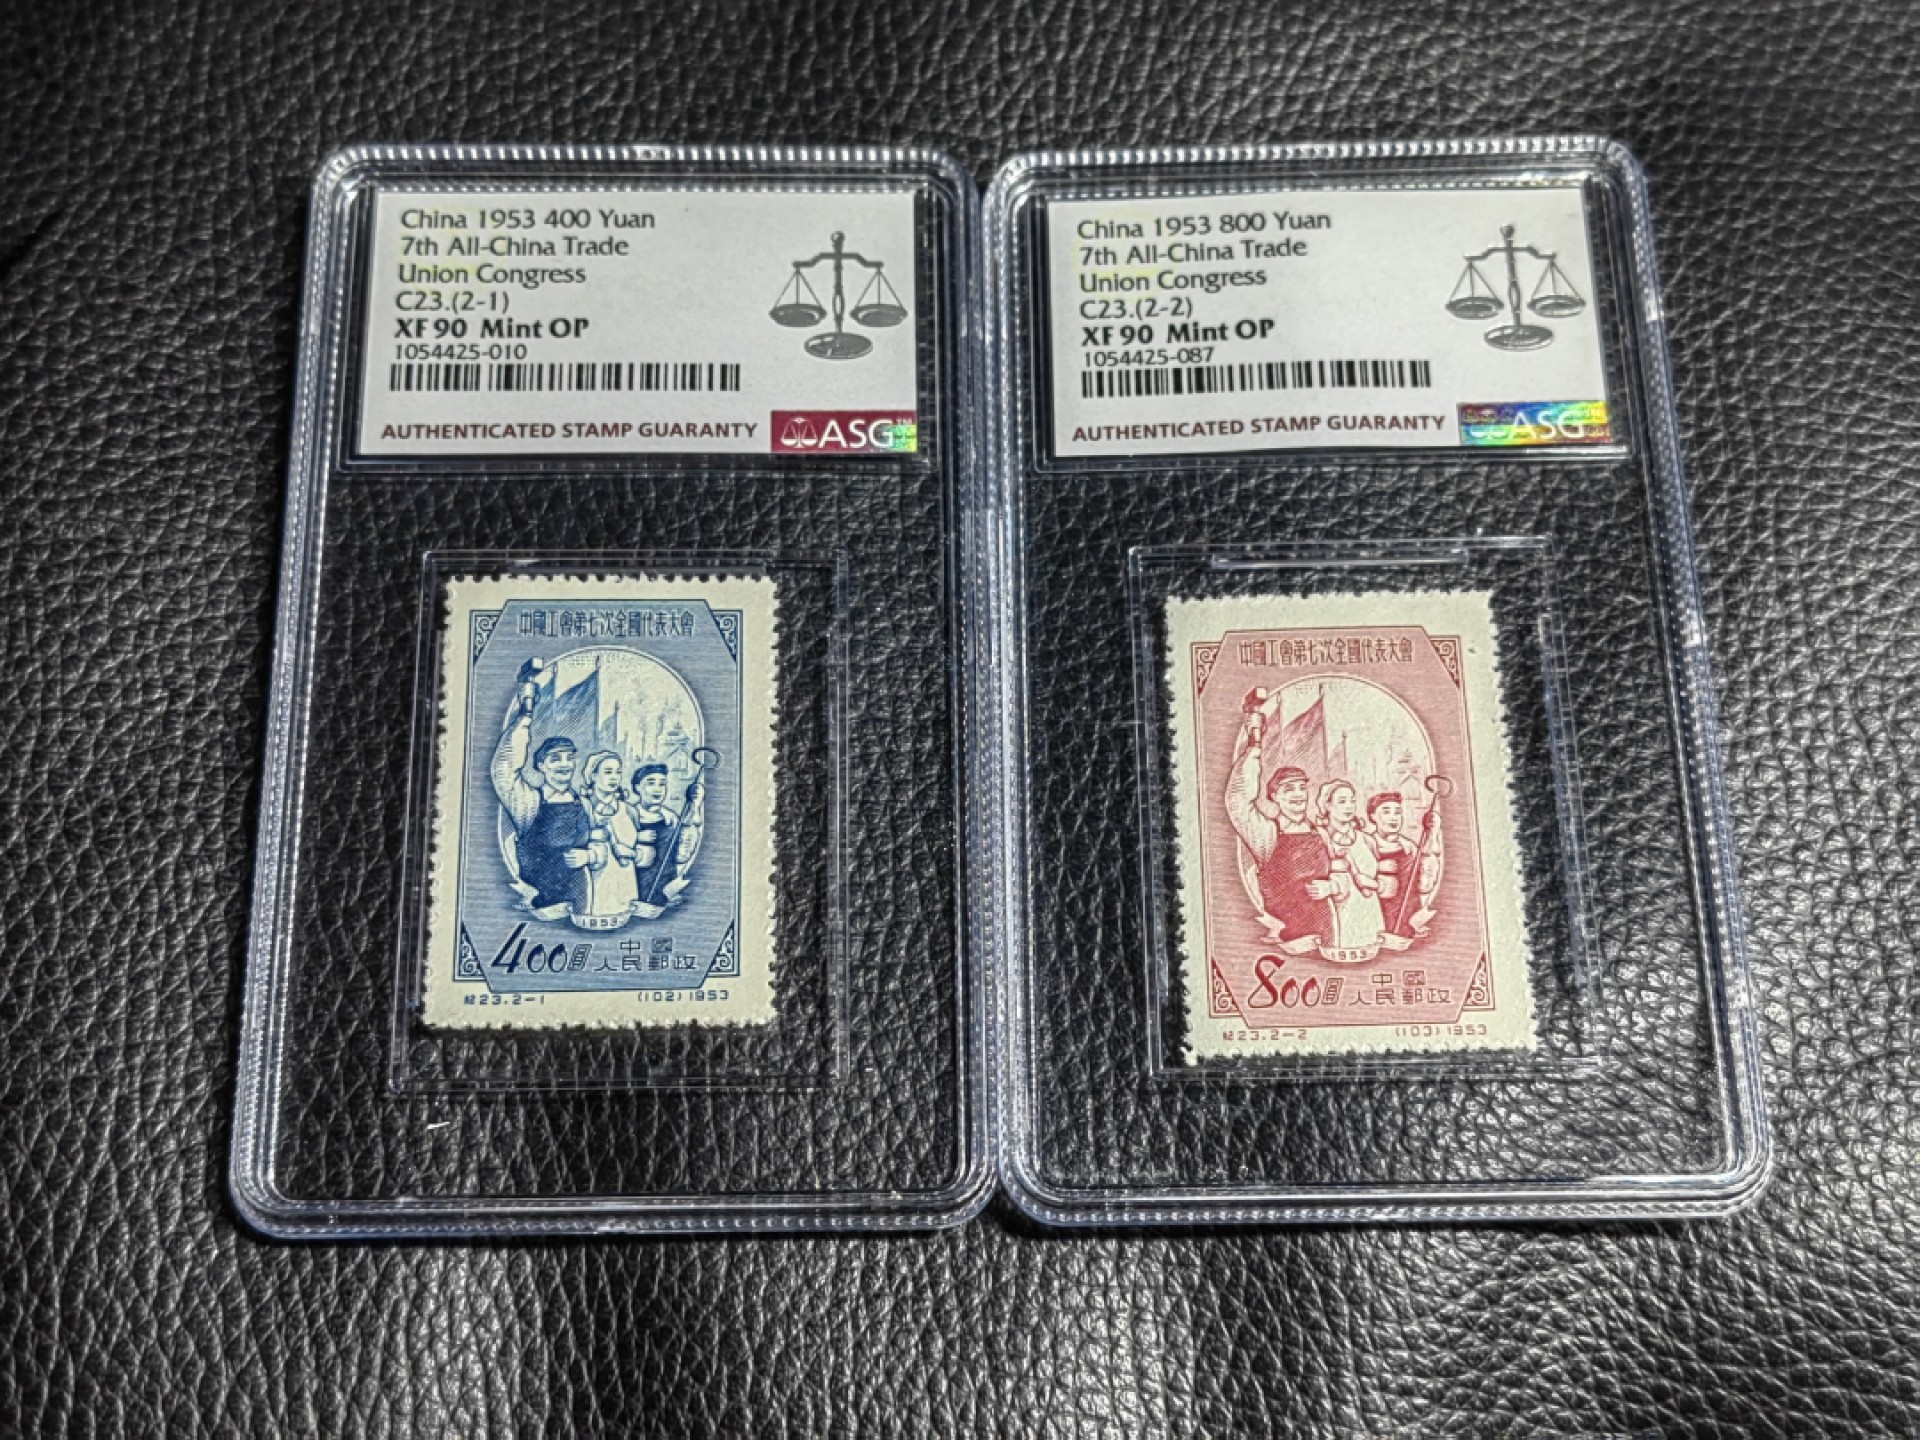 China 1953 400 Yuan
7th All-China Trade
Union Congress
C23.(2-1)
XF 90 Mint OP
1054425-010
AUTHENTICATED STAMP GUARANTY
ASG™
中國工會第七次全國代表大會
1953
400圓
中國
人民郵政
紀23.2-1
(102)1953
China 1953 800 Yuan
7th All-China Trade
Union Congress
C23.(2-2)
XF 90 Mint OP
1054425-087
AUTHENTICATED STAMP GUARANTY
ASG
中國工會第七次全國代表大會
1953
800圓
中國
人民郵政
紀23.2-2
(103)1953